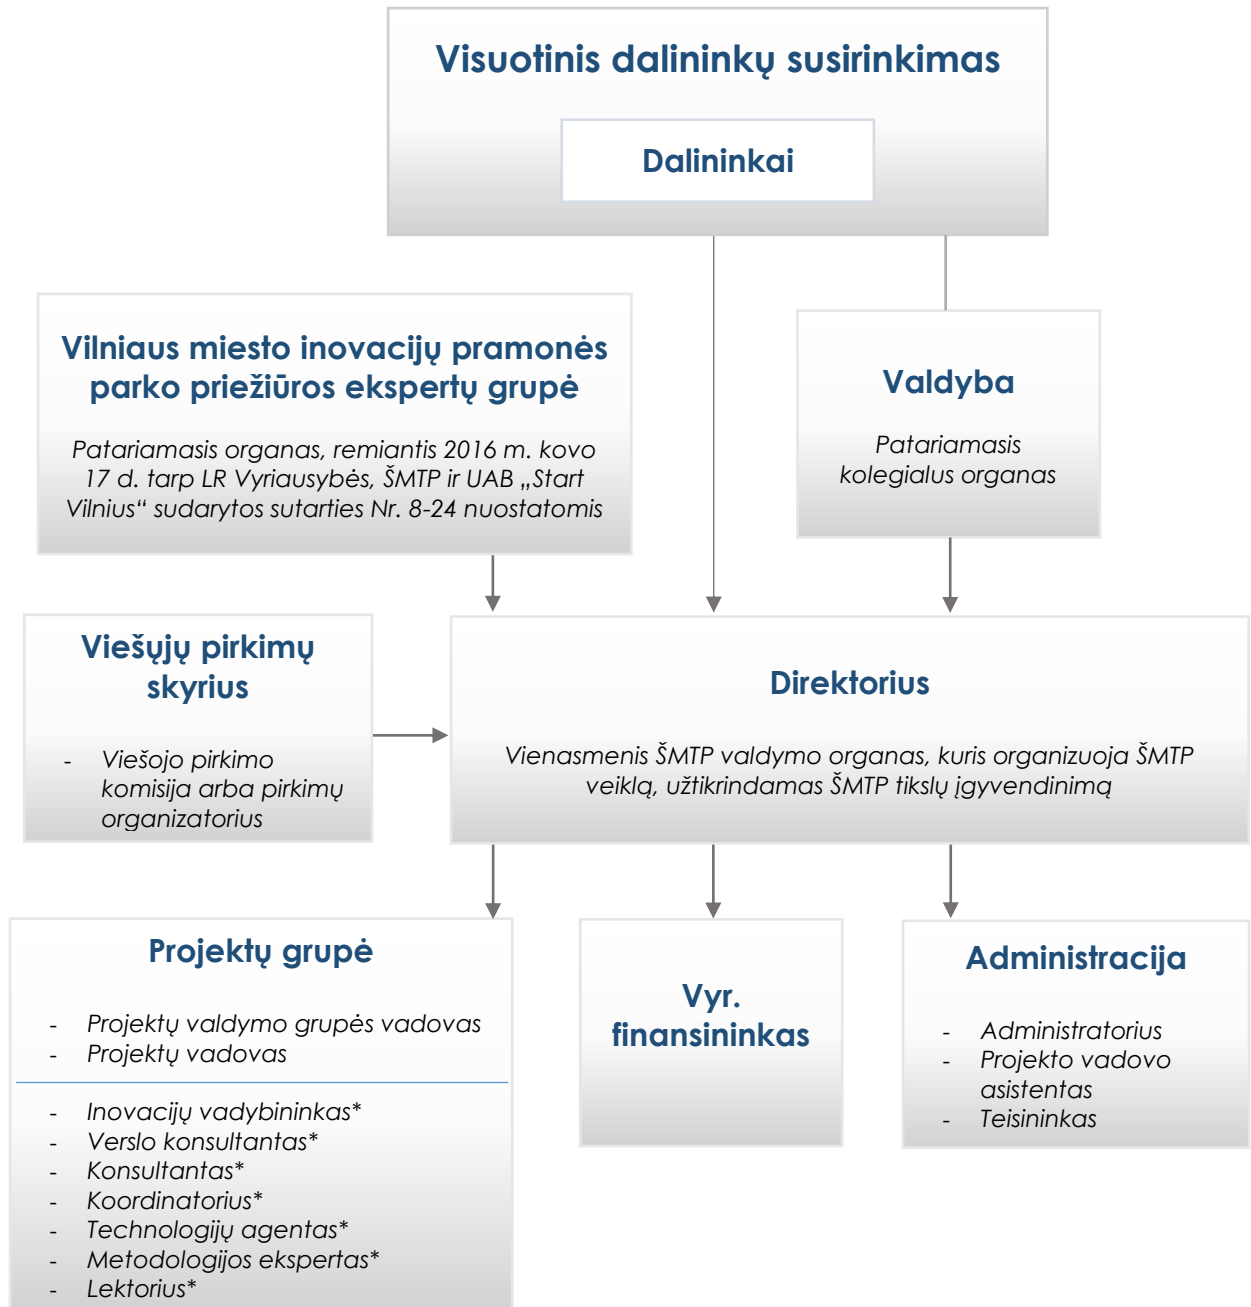 Visuotinis dalininkų susirinkimas
Dalininkai
Vilniaus miesto inovacijų pramonės
parko priežiūros ekspertų grupė
Patariamasis organas, remiantis 2016 m. kovo
17 d. tarp LR Vyriausybės, ŠMTP ir UAB „Start
Vilnius“ sudarytos sutarties Nr. 8-24 nuostatomis
Valdyba
Patariamasis
kolegialus organas
Viešųjų pirkimų
skyrius
- Viešojo pirkimo
komisija arba pirkimų
organizatorius
Direktorius
Vienasmenis ŠMTP valdymo organas, kuris organizuoja ŠMTP
veiklą, užtikrindamas ŠMTP tikslų įgyvendinimą
Projektų grupė
- Projektų valdymo grupės vadovas
- Projektų vadovas
- Inovacijų vadybininkas*
- Verslo konsultantas*
- Konsultantas*
- Koordinatorius*
- Technologijų agentas*
- Metodologijos ekspertas*
- Lektorius*
Vyr.
finansininkas
Administracija
- Administratorius
- Projekto vadovo
asistentas
- Teisininkas